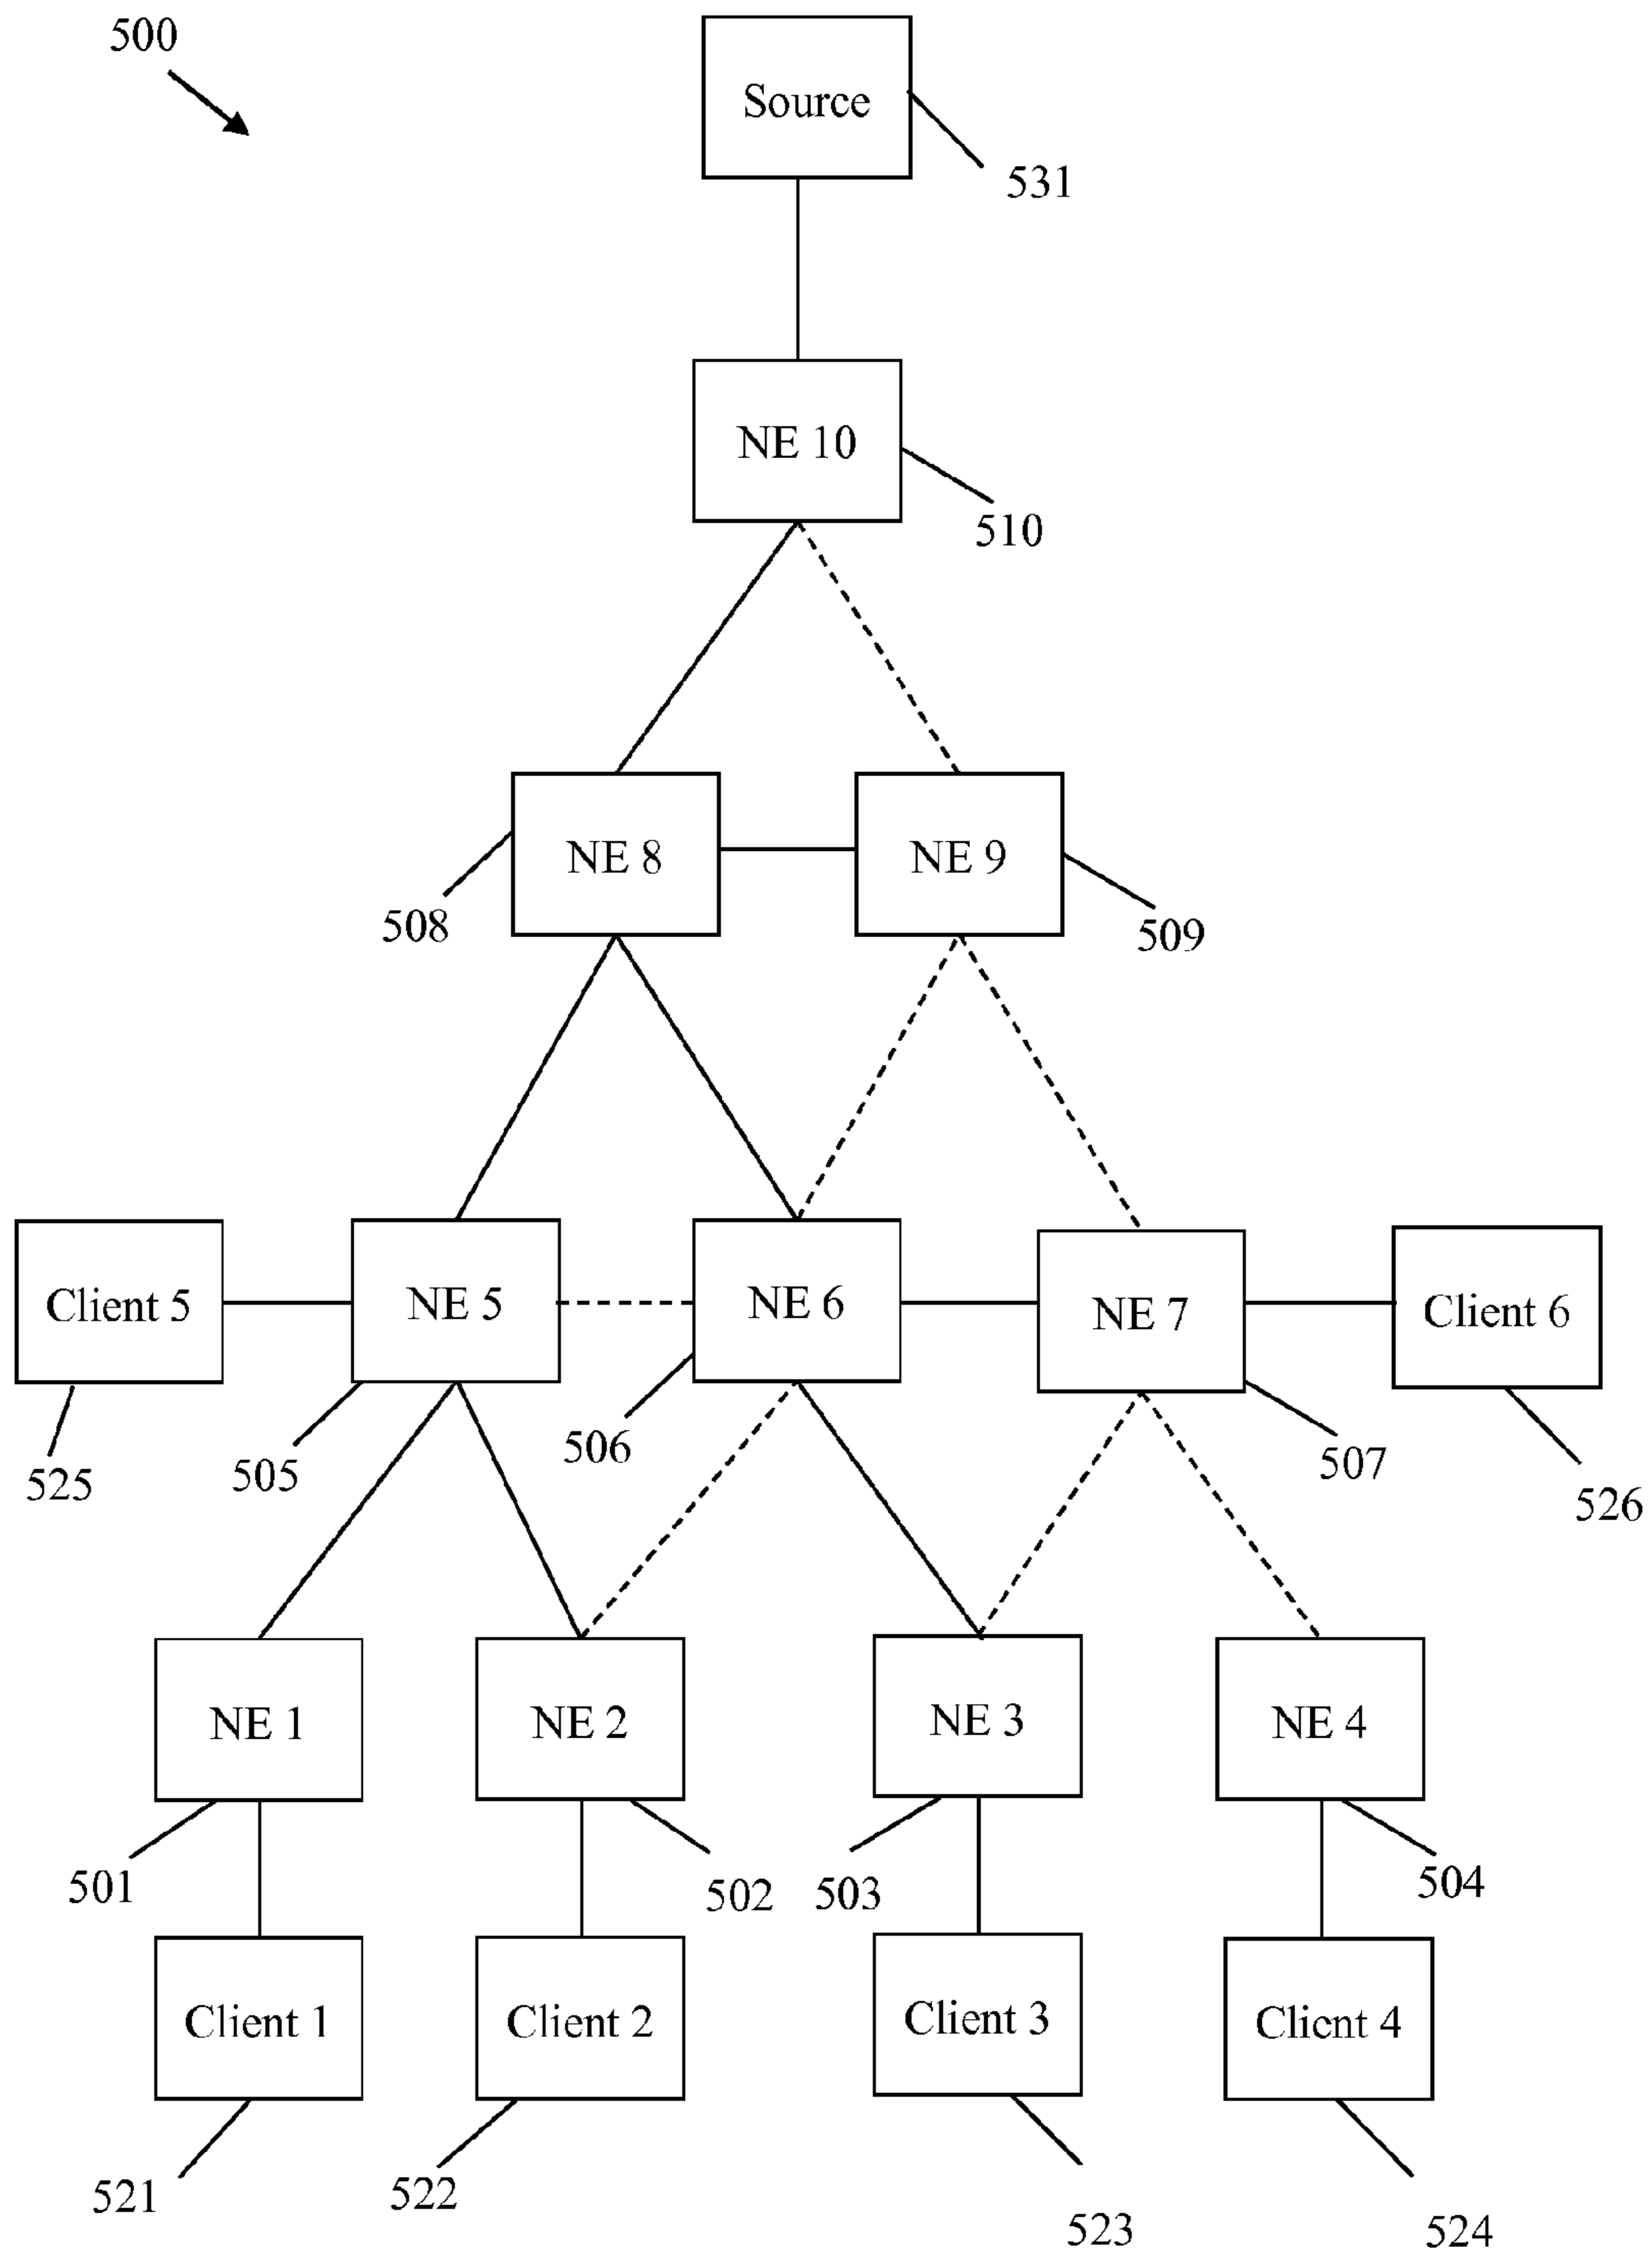 500
Source
531
NE 10
510
NE 8
NE 9
508
509
Client 5
NE 5
NE 6
NE 7
Client 6
525
505
506
507
526
NE 1
NE 2
NE 3
NE 4
501
502
503
504
Client 1
Client 2
Client 3
Client 4
521
522
523
524